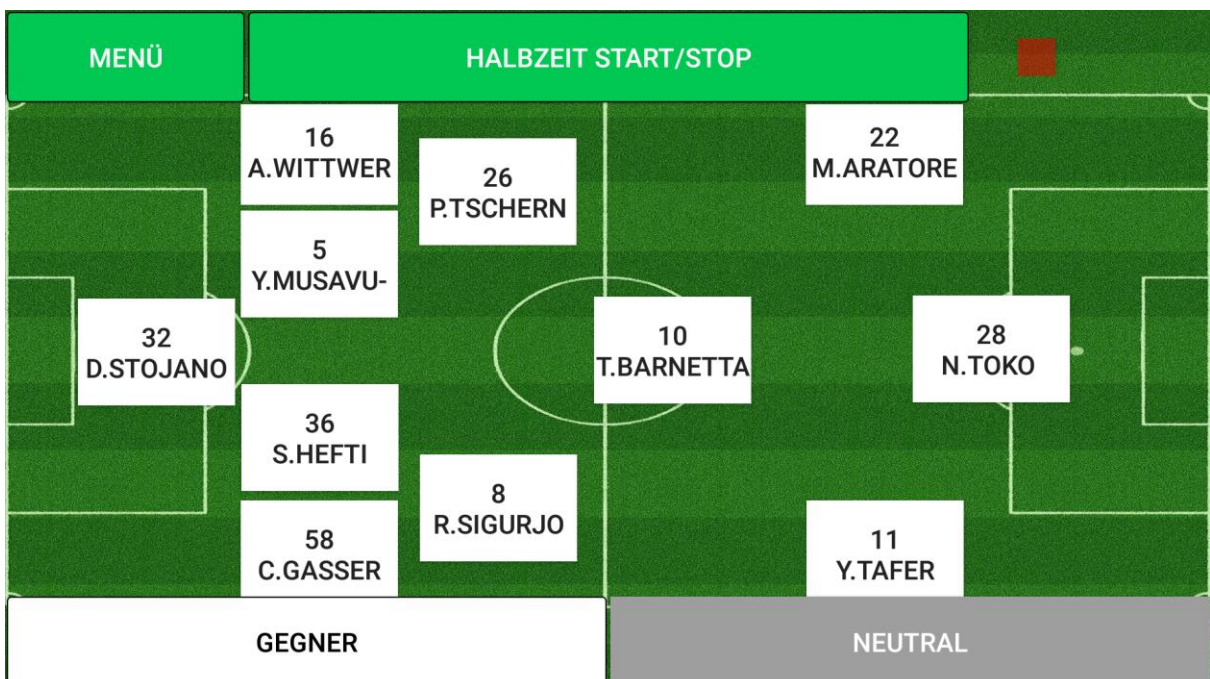 MENÜ
HALBZEIT START/STOP
16
A.WITTWER
26
P.TSCHERN
22
M.ARATORE
5
Y.MUSAVU-
32
D.STOJANO
10
T.BARNETTA
28
N.TOKO
36
S.HEFTI
8
R.SIGURJO
58
C.GASSER
11
Y.TAFER
GEGNER
NEUTRAL